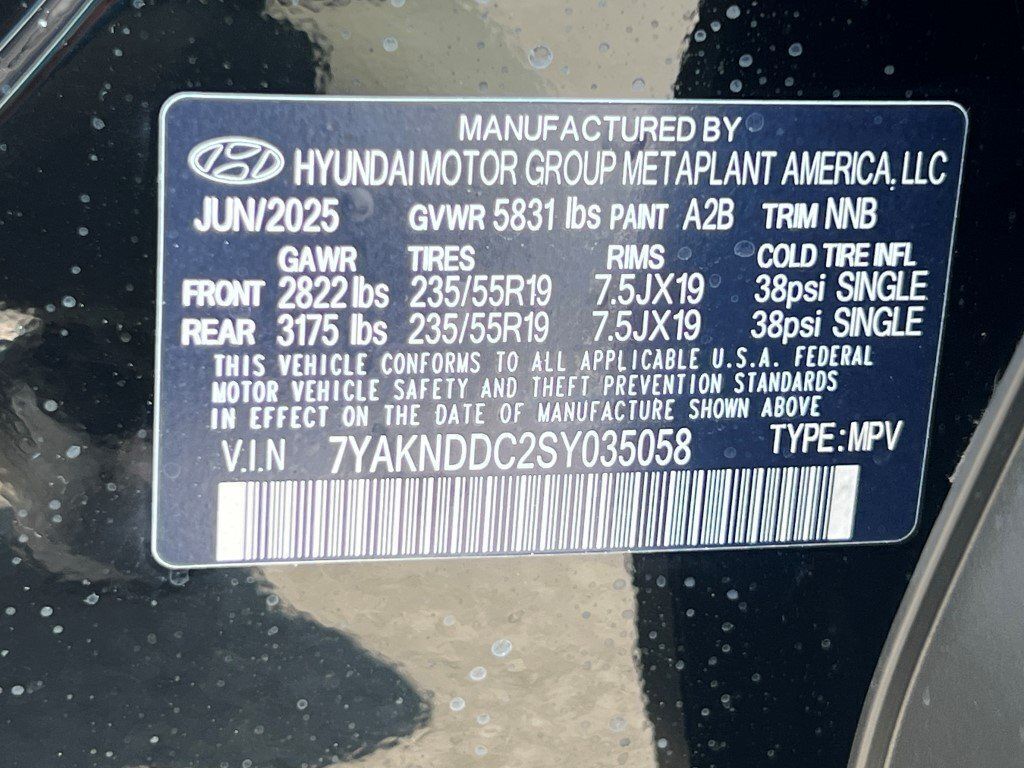 MANUFACTURED BY
HYUNDAI MOTOR GROUP METAPLANT AMERICA, LLC
JUN/2025 GVWR 5831 lbs PAINT A2B TRIM NNB
GAWR TIRES RIMS COLD TIRE INFL
FRONT 2822 lbs 235/55R19 7.5JX19 38psi SINGLE
REAR 3175 lbs 235/55R19 7.5JX19 38psi SINGLE
THIS VEHICLE CONFORMS TO ALL APPLICABLE U.S.A. FEDERAL
MOTOR VEHICLE SAFETY AND THEFT PREVENTION STANDARDS
IN EFFECT ON THE DATE OF MANUFACTURE SHOWN ABOVE
V.I.N 7YAKNDDC2SY035058 TYPE:MPV